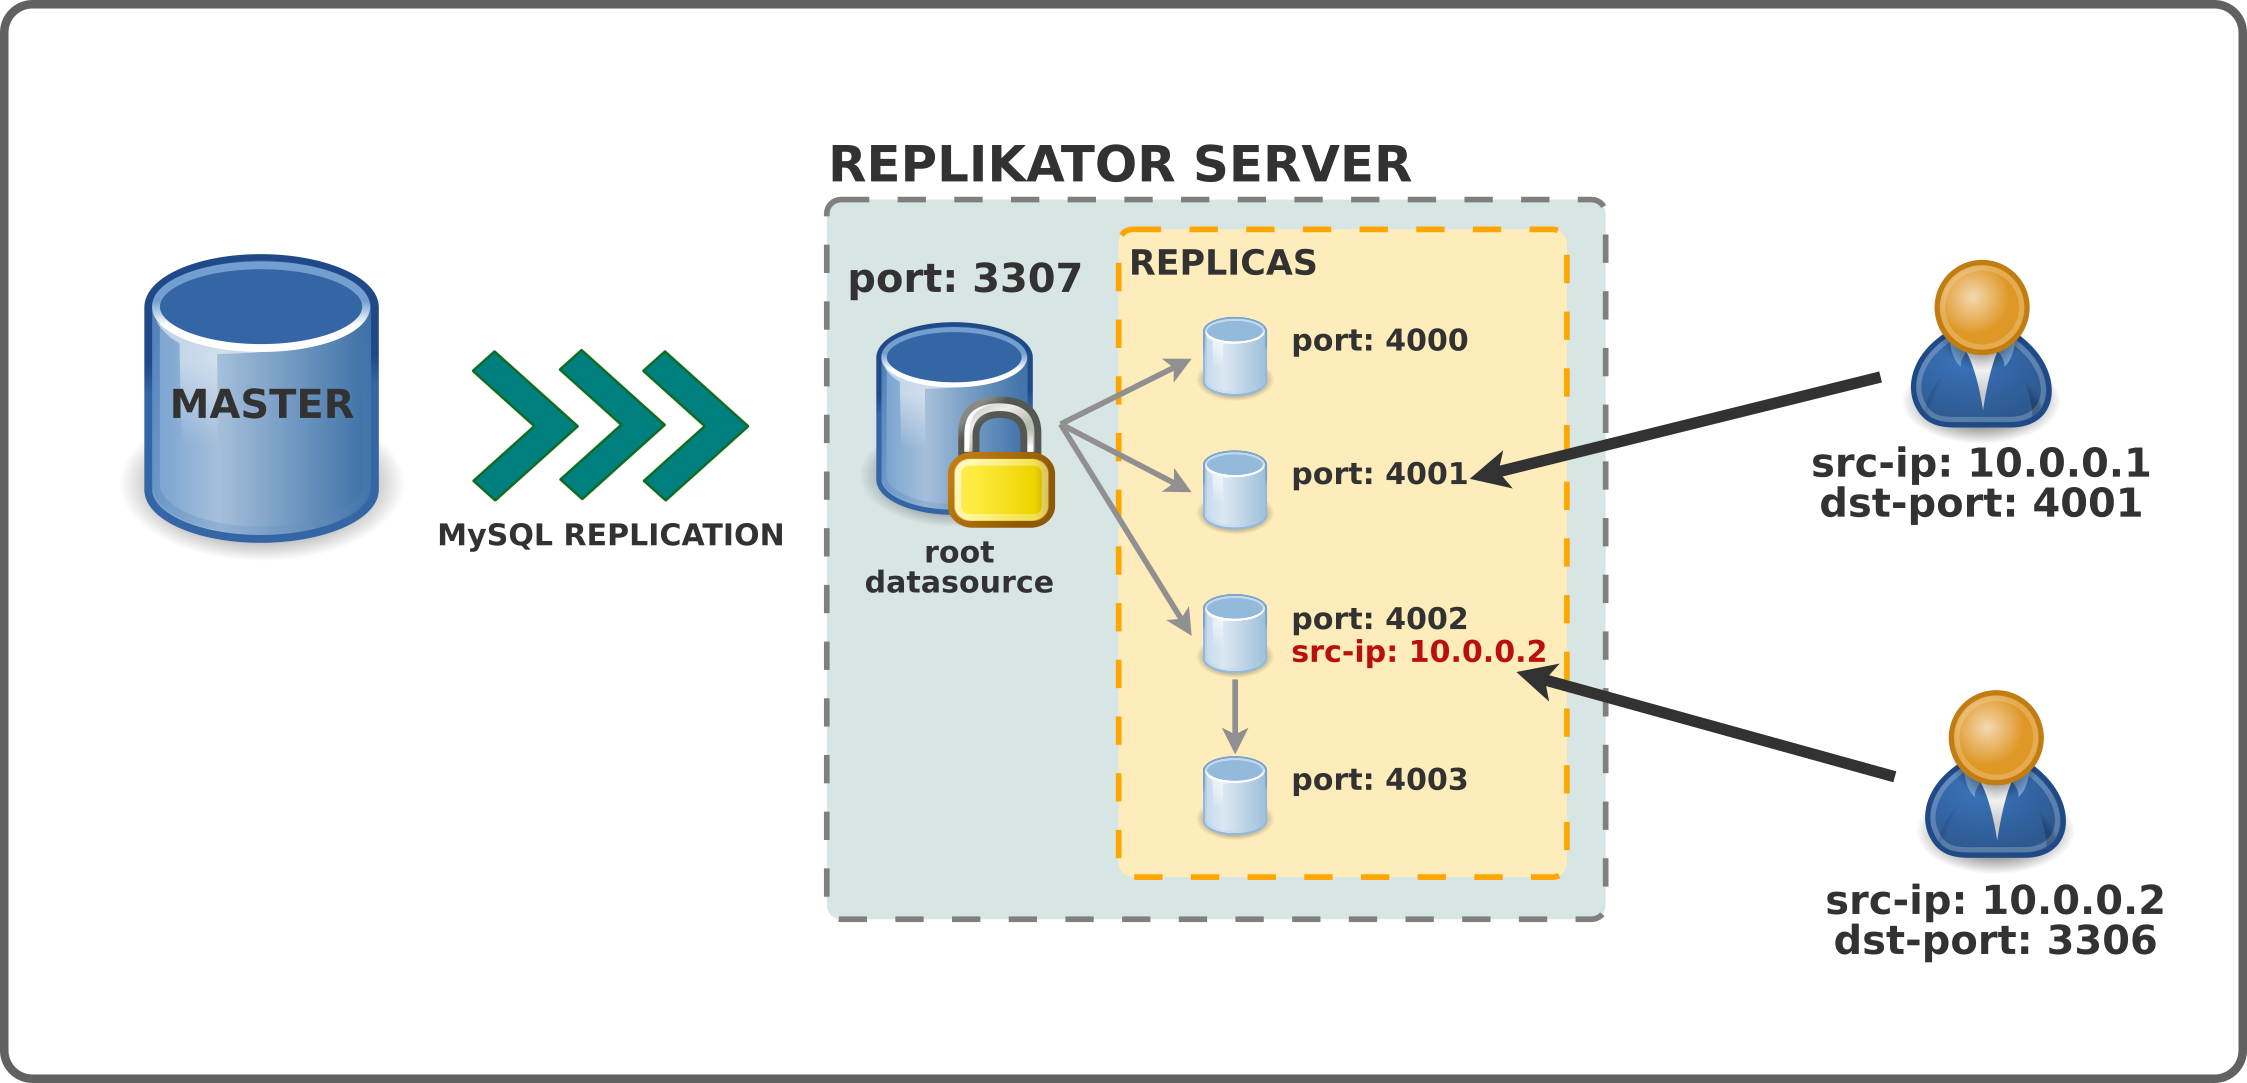 REPLIKATOR SERVER
MASTER
MySQL REPLICATION
port: 3307
root
datasource
REPLICAS
port: 4000
port: 4001
port: 4002
src-ip: 10.0.0.2
port: 4003
src-ip: 10.0.0.1
dst-port: 4001
src-ip: 10.0.0.2
dst-port: 3306